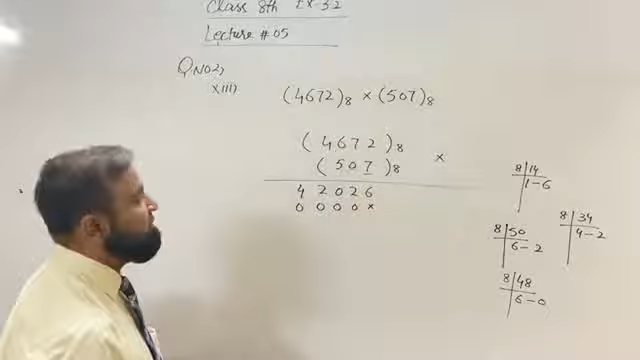 Class 8th Ex 3.2
Lecture # 05
QNO2,
X(III)
(4672)₈ × (507)₈
(4672)₈
(507)₈ ×
4 2 0 2 6
0 0 0 0 ×
8 14
1 - 6
8 34
4 - 2
8 50
6 - 2
8 48
6 - 0